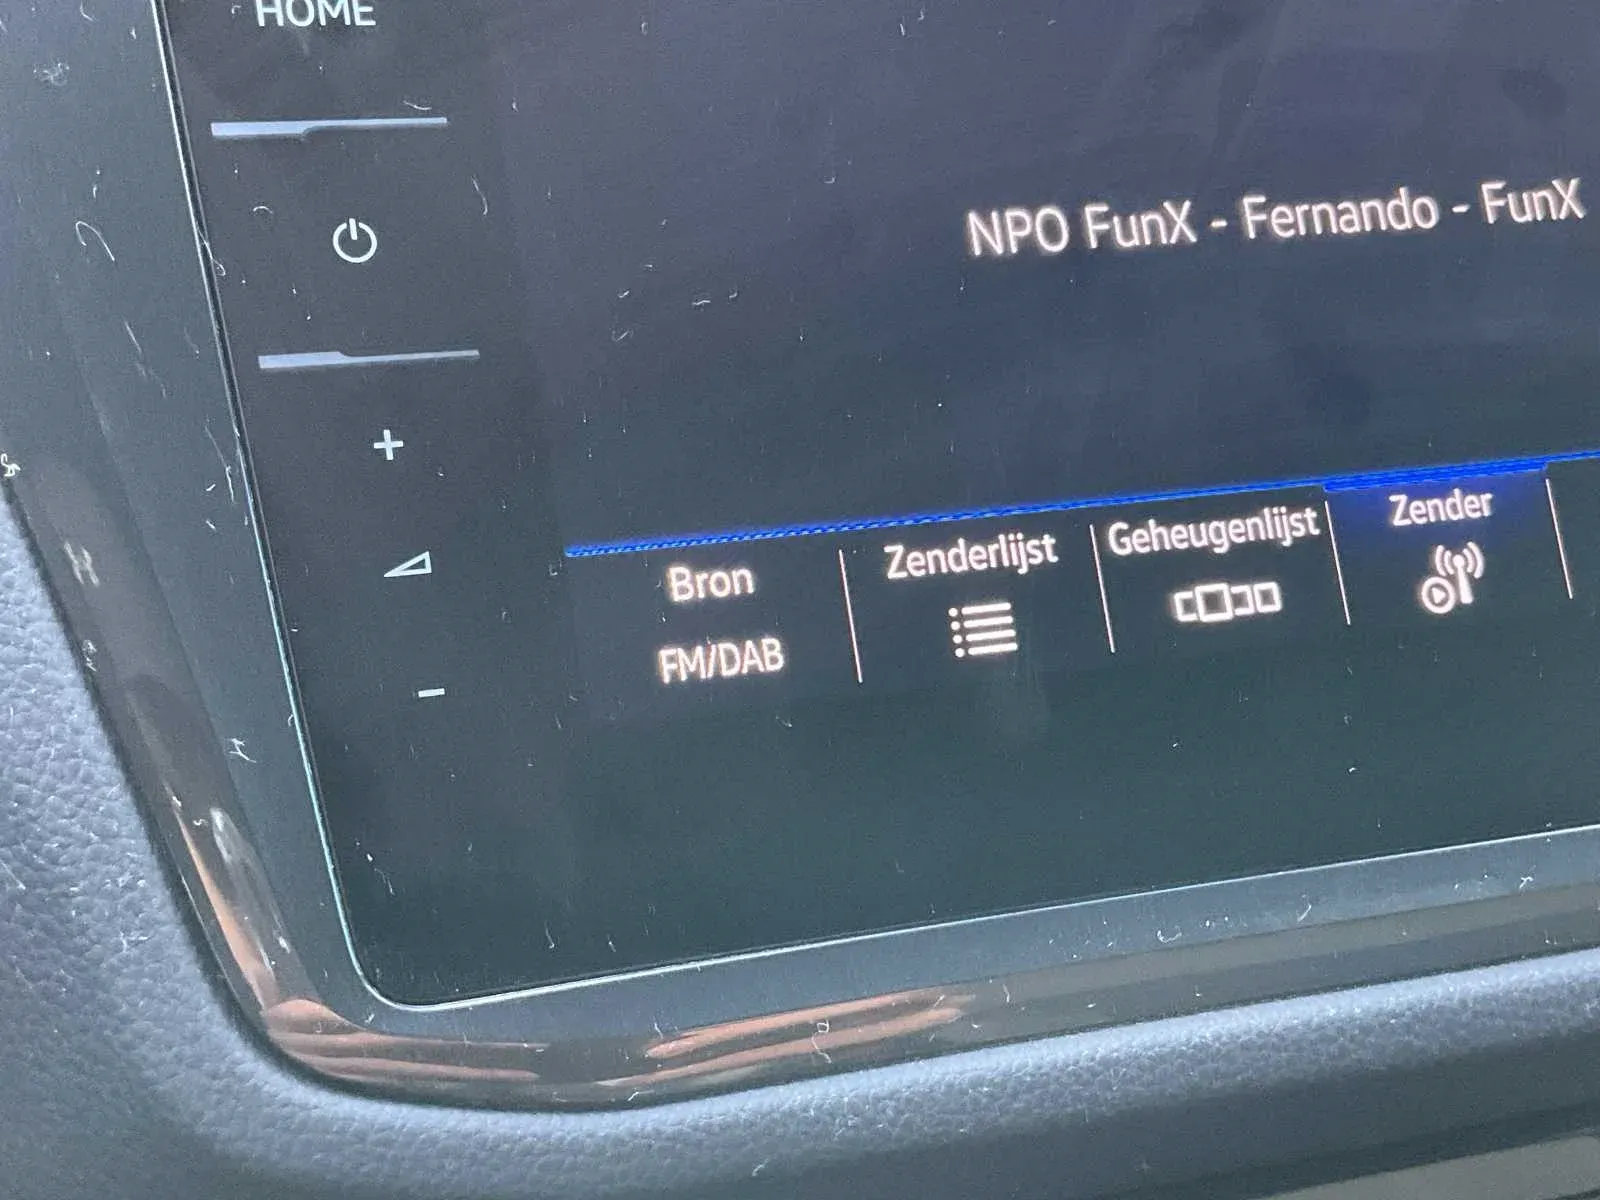 HOME
NPO FunX - Fernando - FunX
Bron
FM/DAB
Zenderlijst
Geheugenlijst
Zender